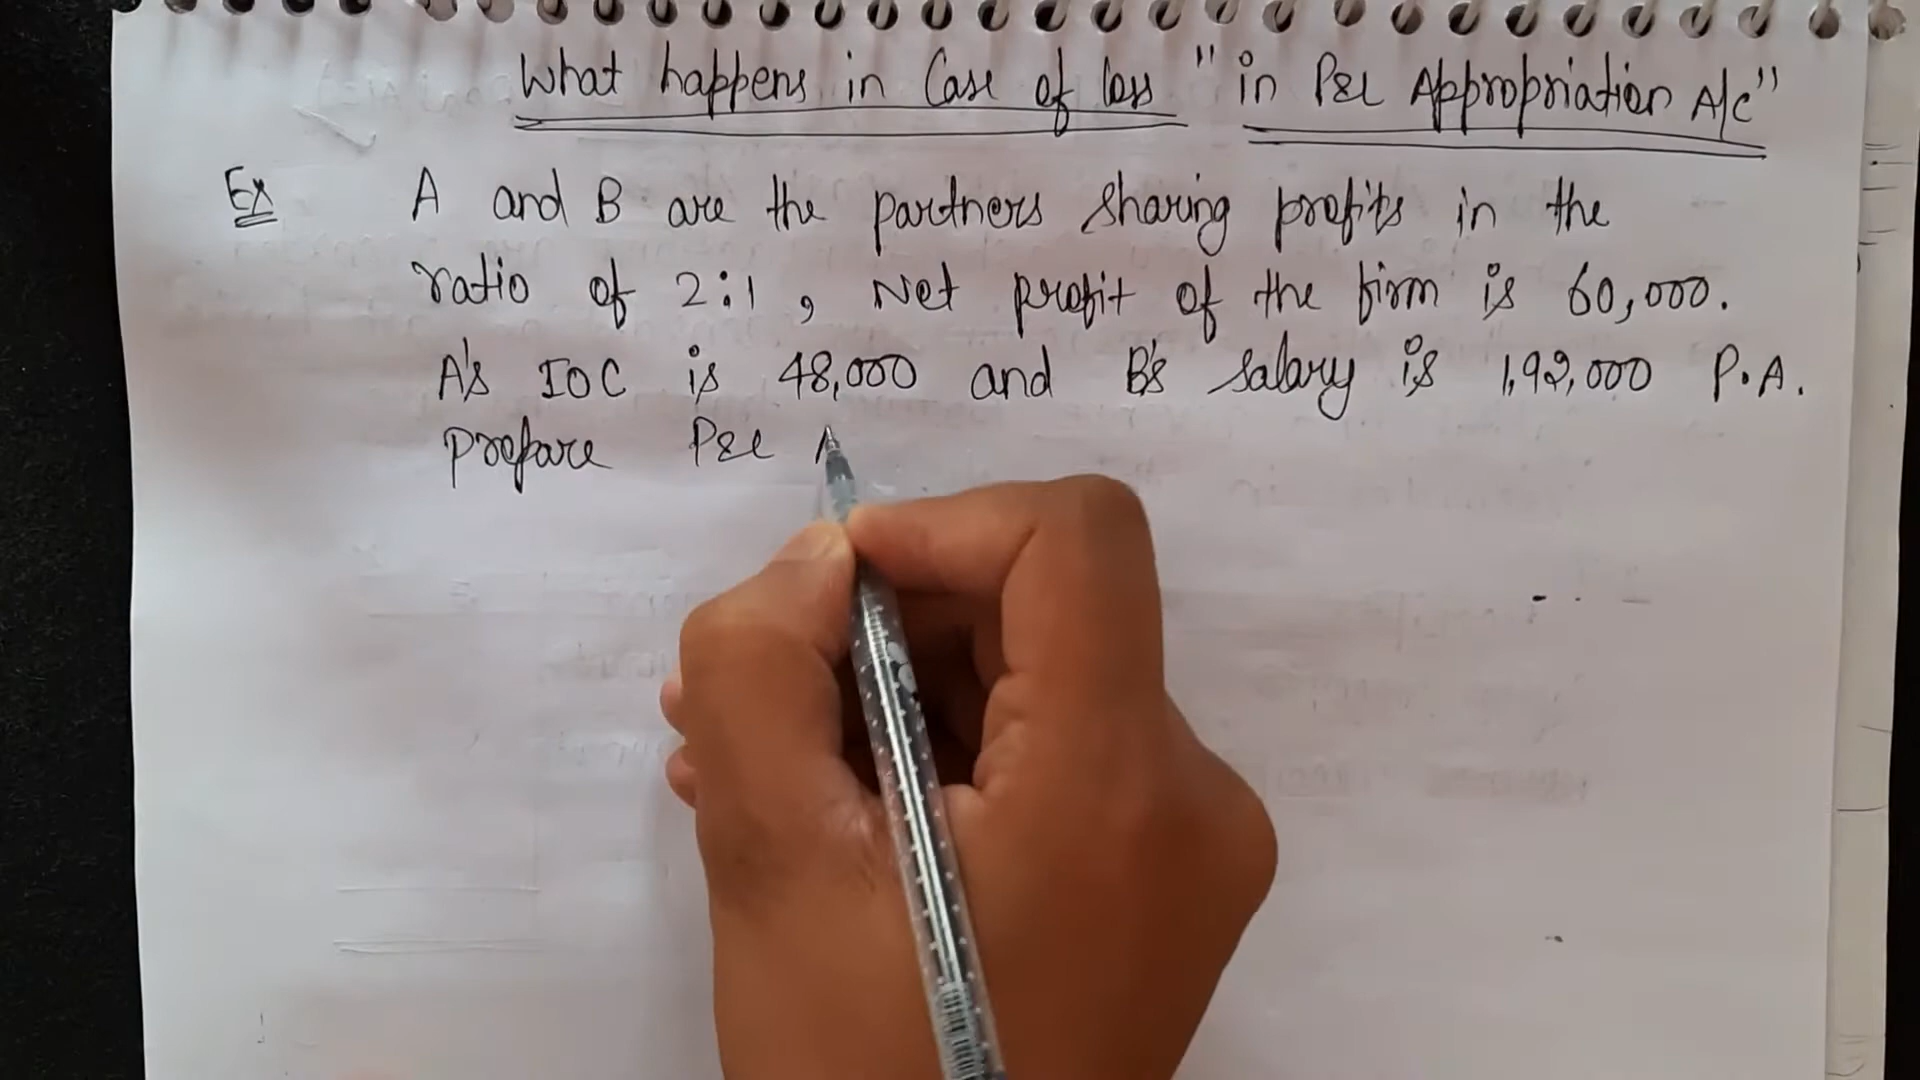 What happens in Case of loss "in P&L Appropriation A/c"
Ex A and B are the partners sharing profits in the
ratio of 2:1, Net profit of the firm is 60,000.
A's IOC is 48,000 and B's salary is 1,92,000 P.A.
Prepare P&L A